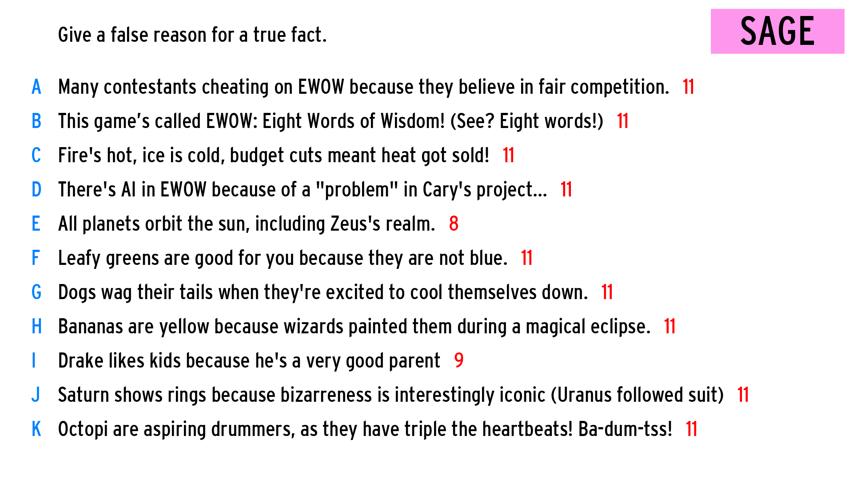 Give a false reason for a true fact.
SAGE
A Many contestants cheating on EWOW because they believe in fair competition. 11
B This game's called EWOW: Eight Words of Wisdom! (See? Eight words!) 11
C Fire's hot, ice is cold, budget cuts meant heat got sold! 11
D There's AI in EWOW because of a "problem" in Cary's project... 11
E All planets orbit the sun, including Zeus's realm. 8
F Leafy greens are good for you because they are not blue. 11
G Dogs wag their tails when they're excited to cool themselves down. 11
H Bananas are yellow because wizards painted them during a magical eclipse. 11
I Drake likes kids because he's a very good parent 9
J Saturn shows rings because bizarreness is interestingly iconic (Uranus followed suit) 11
K Octopi are aspiring drummers, as they have triple the heartbeats! Ba-dum-tss! 11